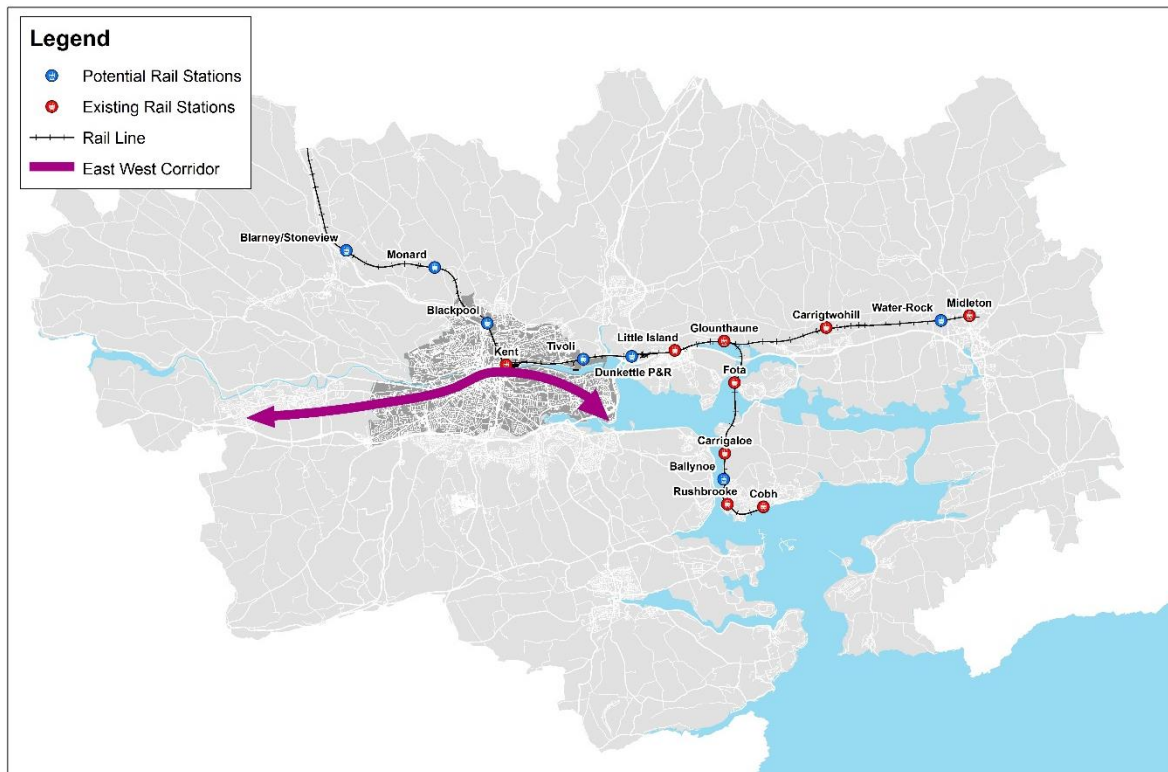 Legend
Potential Rail Stations
Existing Rail Stations
Rail Line
East West Corridor
Blarney/Stoneview
Monard
Blackpool
Kent
Tivoli
Dunkettle P&R
Little Island
Glounthaune
Carrigtwohill
Water-Rock
Midleton
Fota
Carrigaloe
Ballynoe
Rushbrooke
Cobh